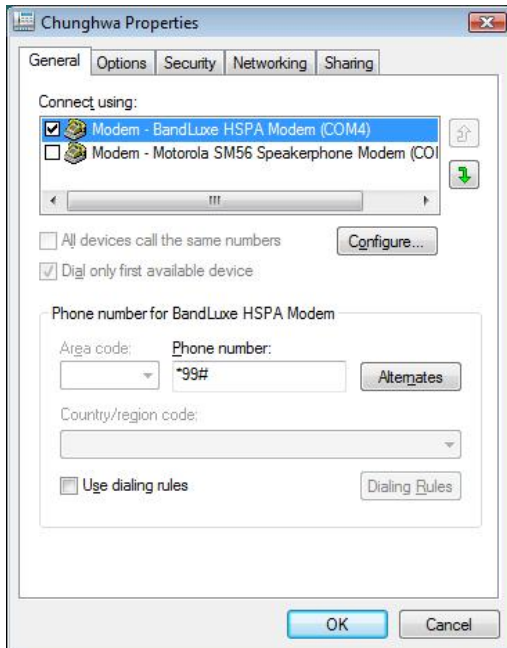 Chunghwa Properties
General Options Security Networking Sharing
Connect using:
Modem - BandLuxe HSPA Modem (COM4)
Modem - Motorola SM56 Speakerphone Modem (COI
All devices call the same numbers
Configure...
Dial only first available device
Phone number for BandLuxe HSPA Modem
Area code: Phone number:
*99#
Alternates
Country/region code:
Use dialing rules
Dialing Rules
OK Cancel